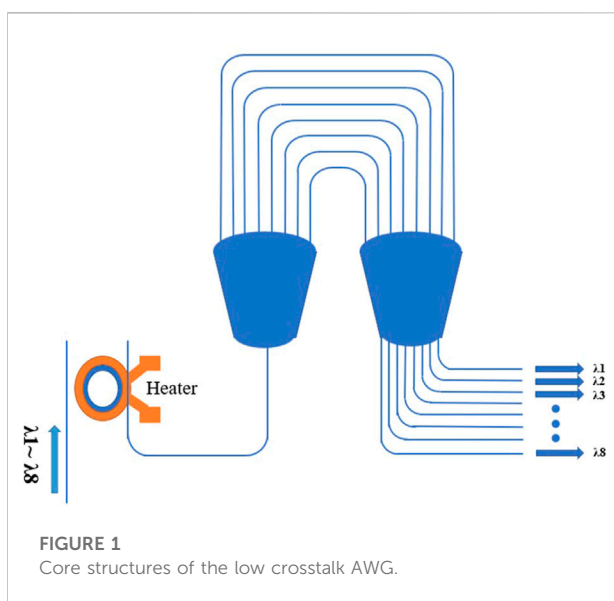 Heater
λ1~λ8
λ1
λ2
λ3
λ8
FIGURE 1
Core structures of the low crosstalk AWG.